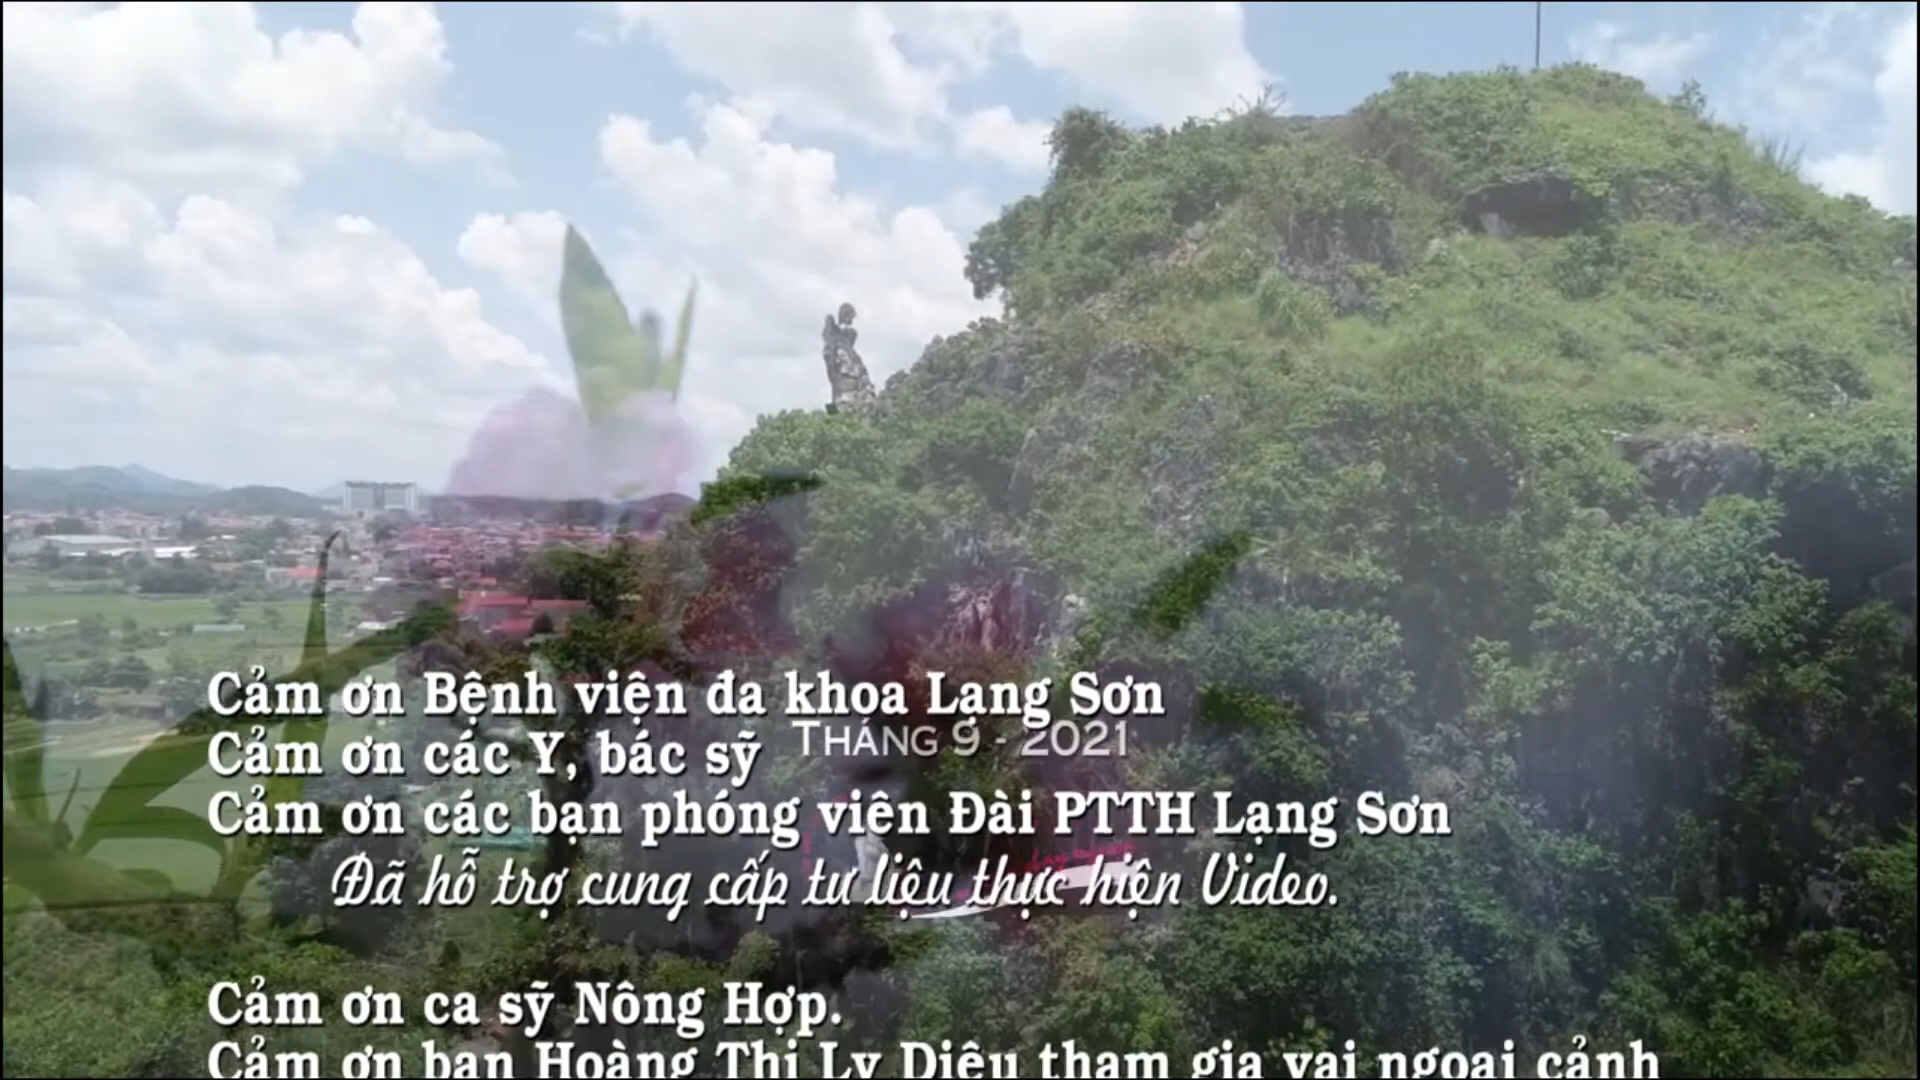 Cảm ơn Bệnh viện đa khoa Lạng Sơn
Cảm ơn các Y, bác sỹ
THÁNG 9 - 2021
Cảm ơn các bạn phóng viên Đài PTTH Lạng Sơn
Đã hỗ trợ cung cấp tư liệu thực hiện Video.
Cảm ơn ca sỹ Nông Hợp.
Cảm ơn bạn Hoàng Thị Ly Diệu tham gia vai ngoại cảnh